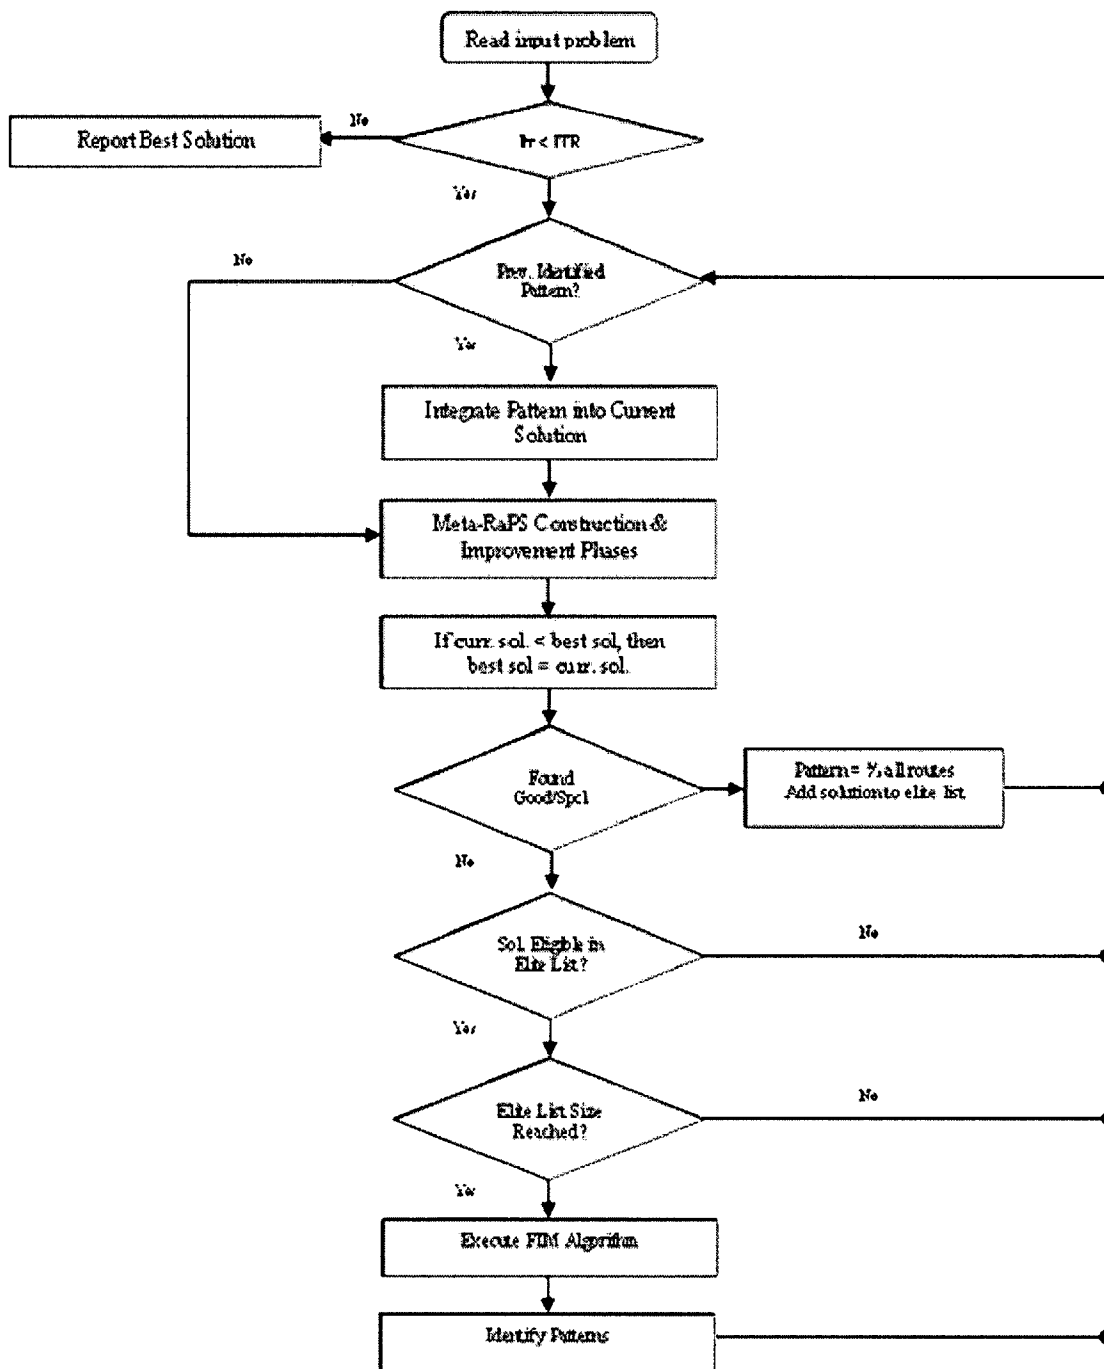 Read input problem
No
Report Best Solution
Itr < ITR
Yes
No
Prev. Identified
Pattern?
Yes
Integrate Pattern into Current
Solution
Meta-RaPS Construction &
Improvement Phases
If curr. sol. < best sol, then
best sol = curr. sol.
Found
Good/Spcl
Pattern = all routes
Add solution to elite list
No
Sol. Eligible in
Elite List?
No
Yes
Elite List Size
Reached?
No
Yes
Execute FIM Algorithm
Identify Patterns